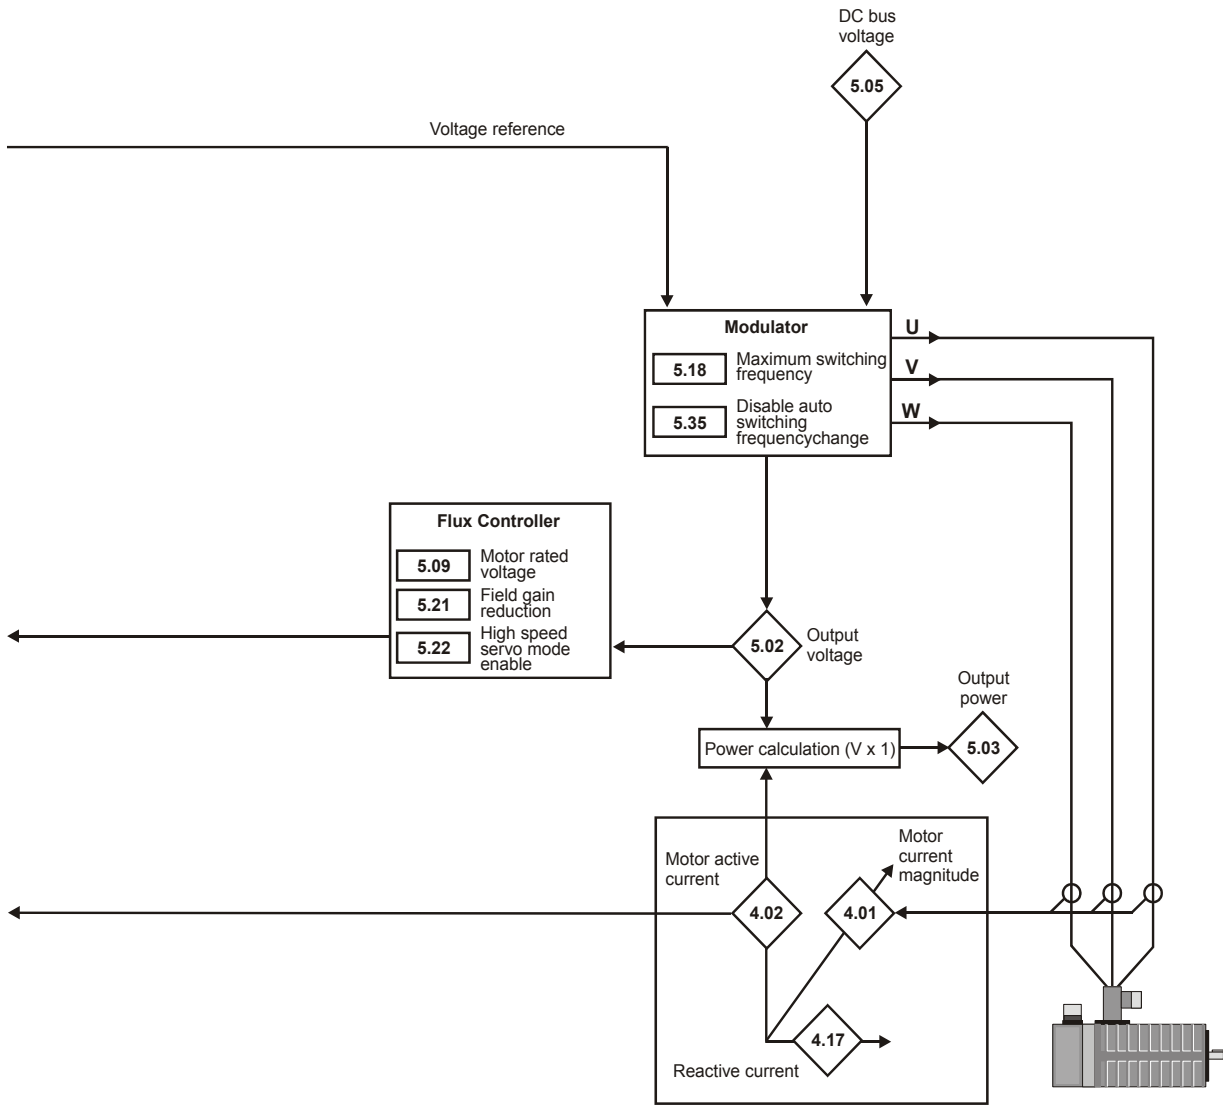 DC bus
voltage
5.05
Voltage reference
Modulator
5.18
Maximum switching
frequency
5.35
Disable auto
switching
frequencychange
U
V
W
Flux Controller
5.09
Motor rated
voltage
5.21
Field gain
reduction
5.22
High speed
servo mode
enable
5.02
Output
voltage
Output
power
Power calculation (V x 1)
5.03
Motor active
current
Motor
current
magnitude
4.02
4.01
4.17
Reactive current